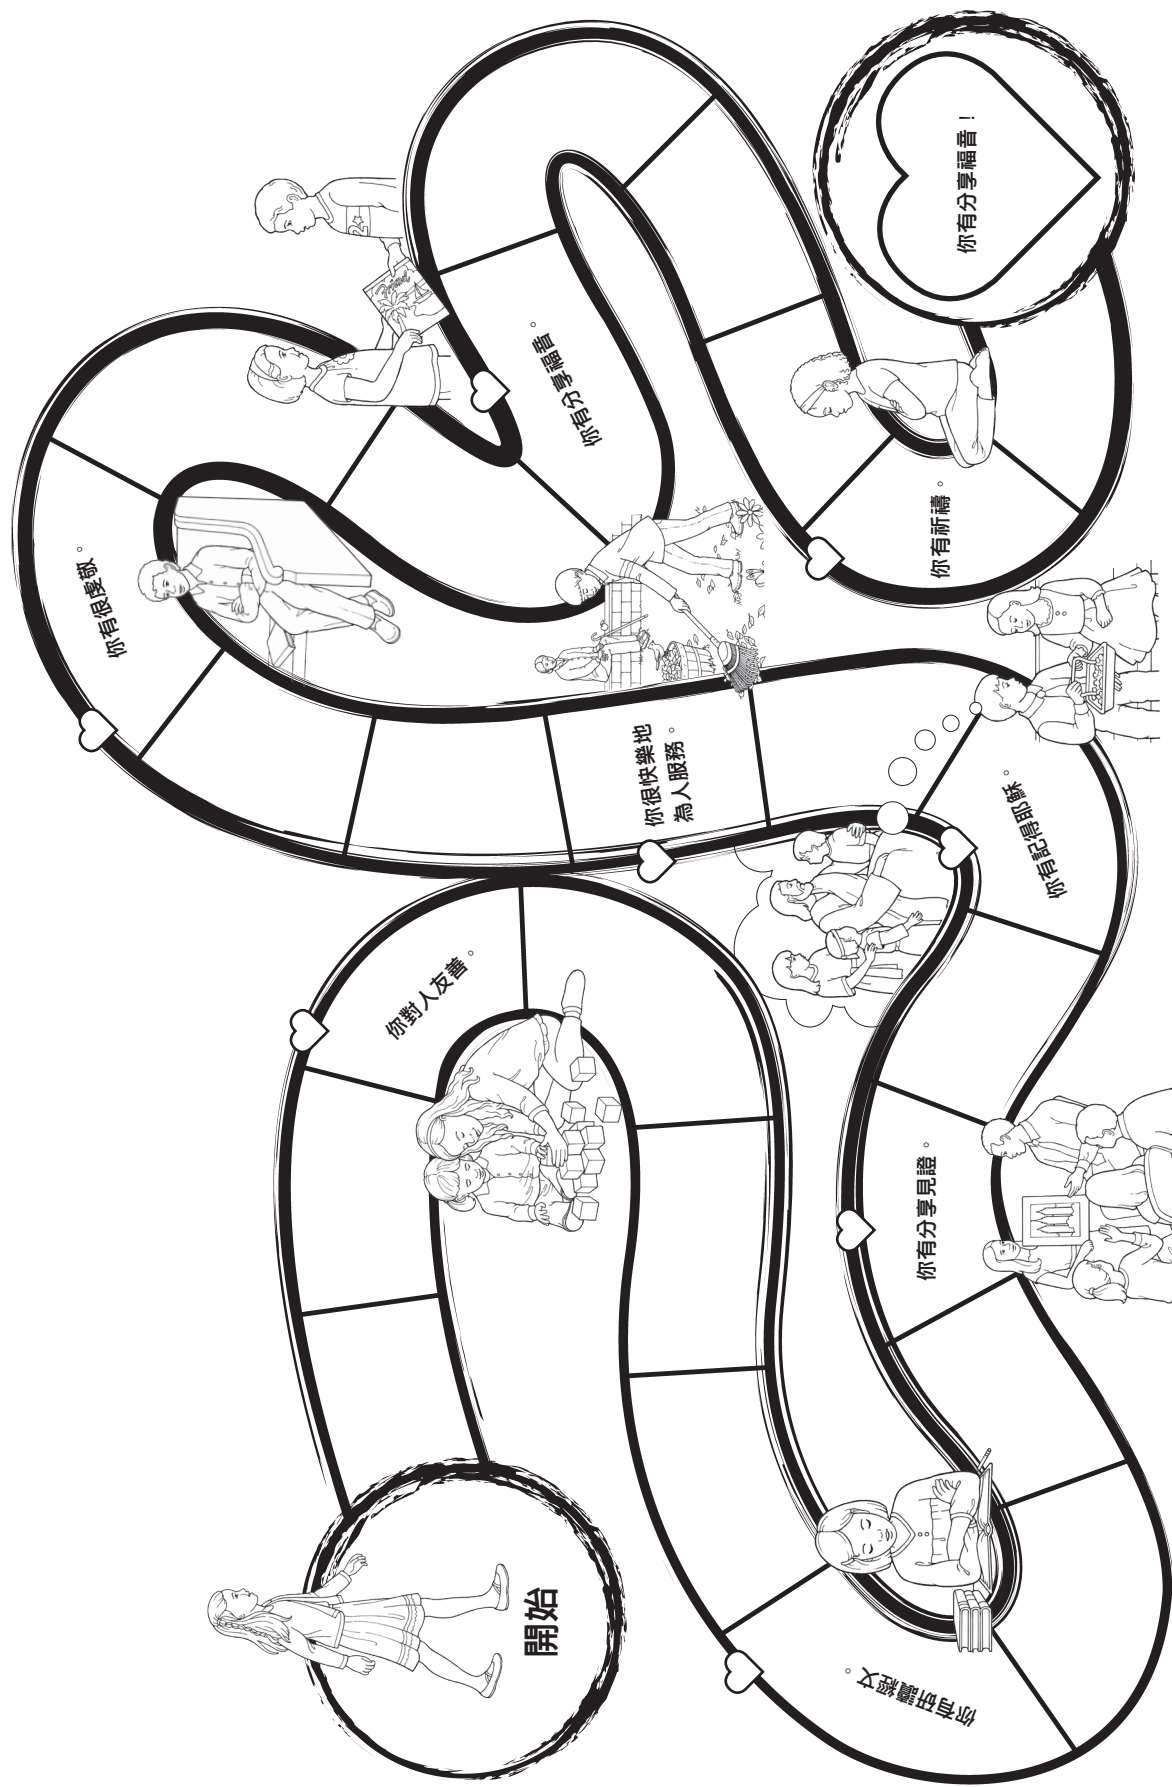 開始
你對人友善。
你有研讀經文。
你有分享見證。
你有記得耶穌。
你很快樂地
為人服務。
你有很虔敬。
你有分享福音。
你有祈禱。
你有分享福音！